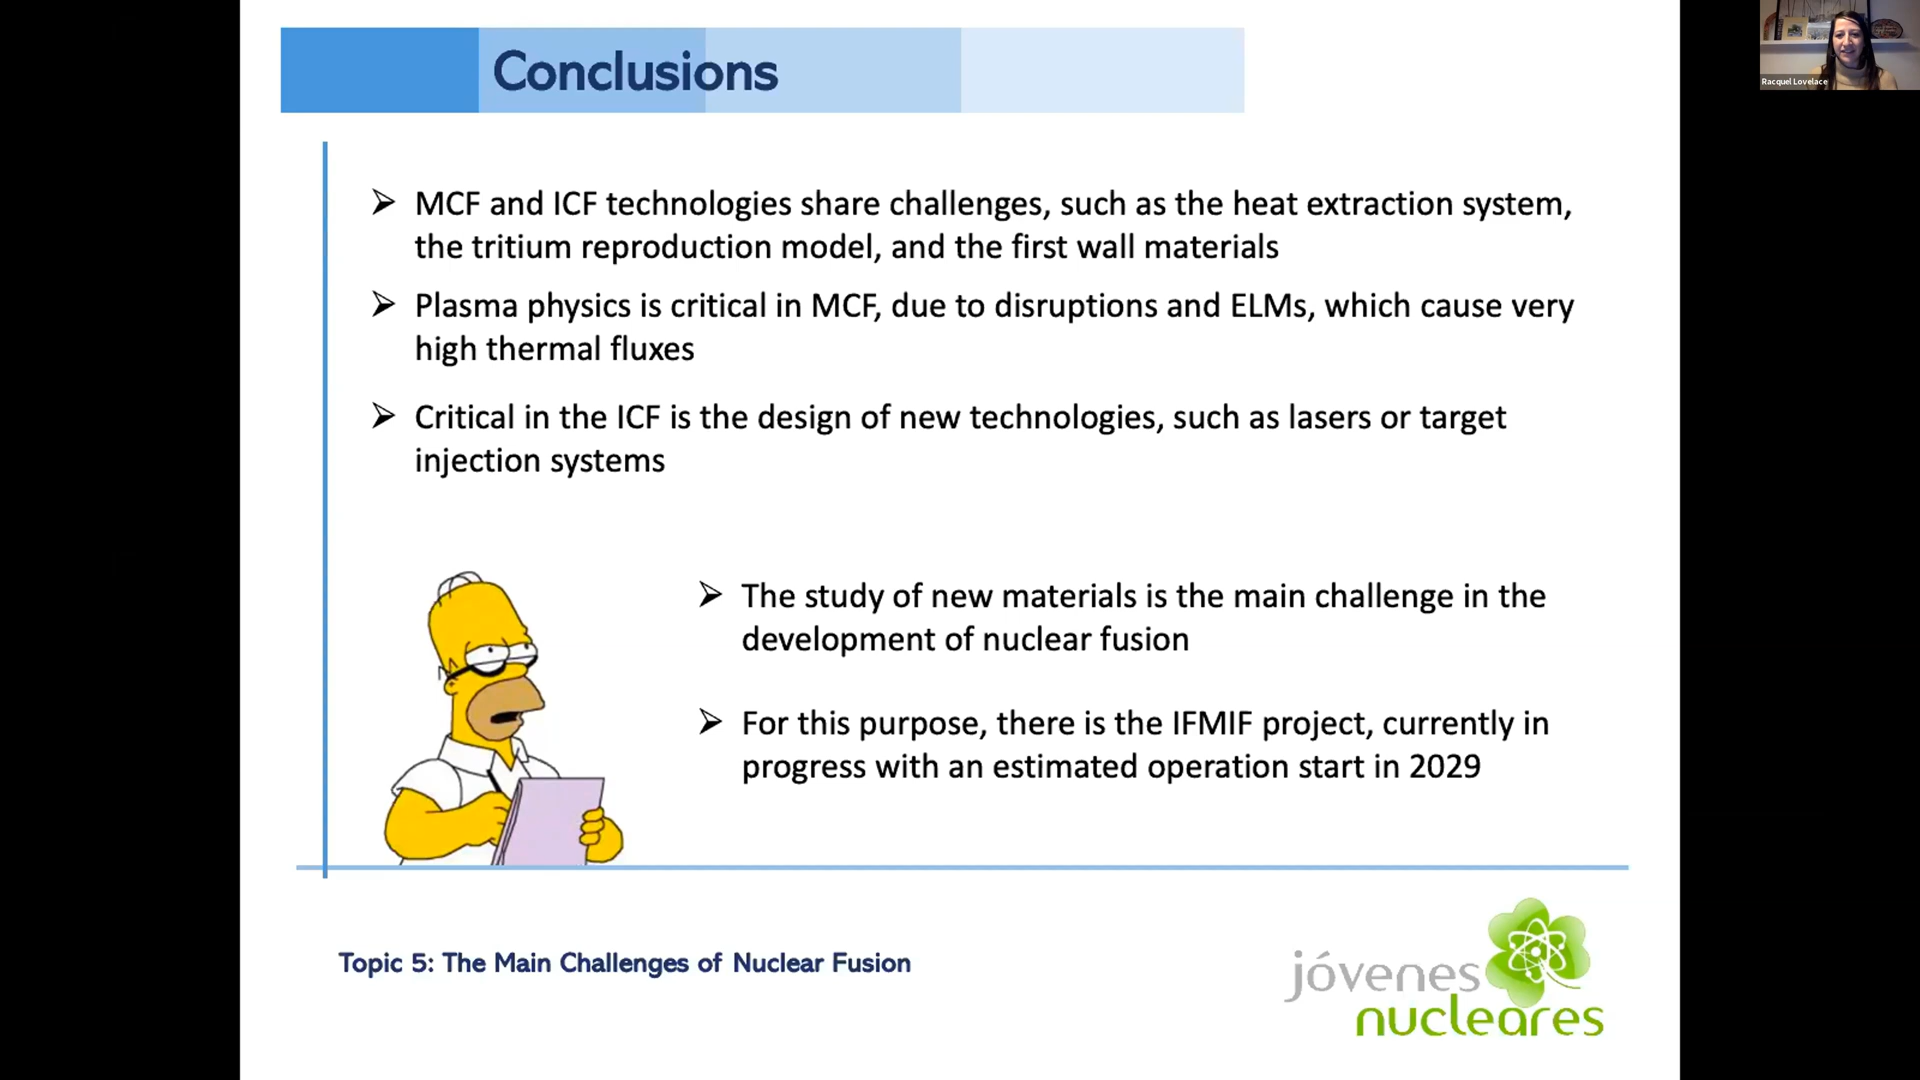 Conclusions
Racquel Lovelace
MCF and ICF technologies share challenges, such as the heat extraction system,
the tritium reproduction model, and the first wall materials
Plasma physics is critical in MCF, due to disruptions and ELMs, which cause very
high thermal fluxes
Critical in the ICF is the design of new technologies, such as lasers or target
injection systems
The study of new materials is the main challenge in the
development of nuclear fusion
For this purpose, there is the IFMIF project, currently in
progress with an estimated operation start in 2029
Topic 5: The Main Challenges of Nuclear Fusion
jóvenes
nucleares